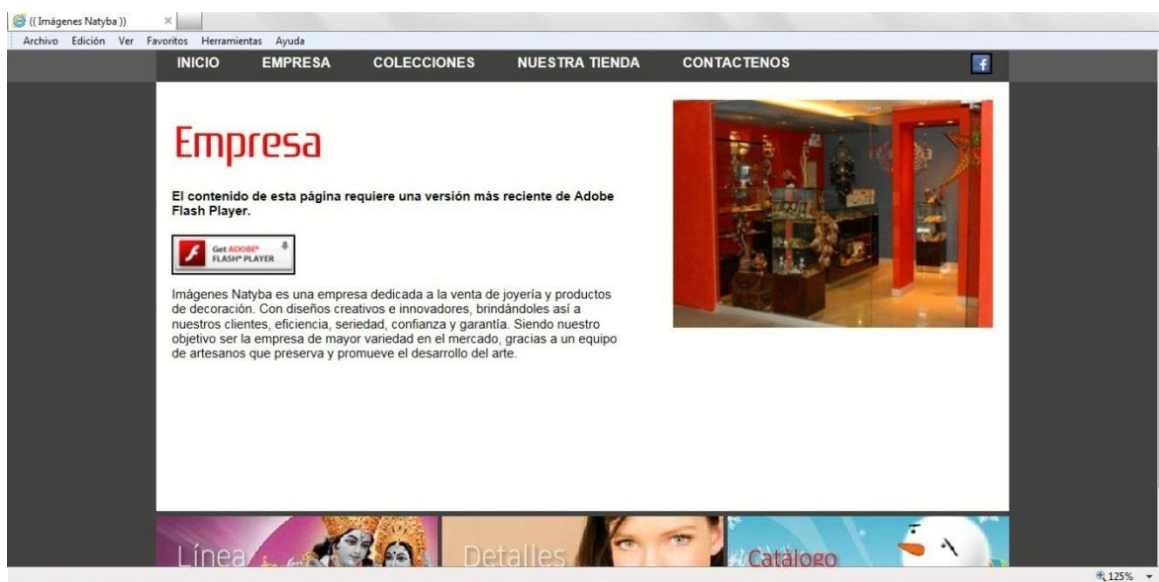 (( Imágenes Natyba ))
Archivo Edición Ver Favoritos Herramientas Ayuda
INICIO EMPRESA COLECCIONES NUESTRA TIENDA CONTACTENOS
f
Empresa
El contenido de esta página requiere una versión más reciente de Adobe
Flash Player.
Get ADOBE®
FLASH® PLAYER
Imágenes Natyba es una empresa dedicada a la venta de joyería y productos
de decoración. Con diseños creativos e innovadores, brindándoles así a
nuestros clientes, eficiencia, seriedad, confianza y garantía. Siendo nuestro
objetivo ser la empresa de mayor variedad en el mercado, gracias a un equipo
de artesanos que preserva y promueve el desarrollo del arte.
Línea
Detalles
Catálogo
125%